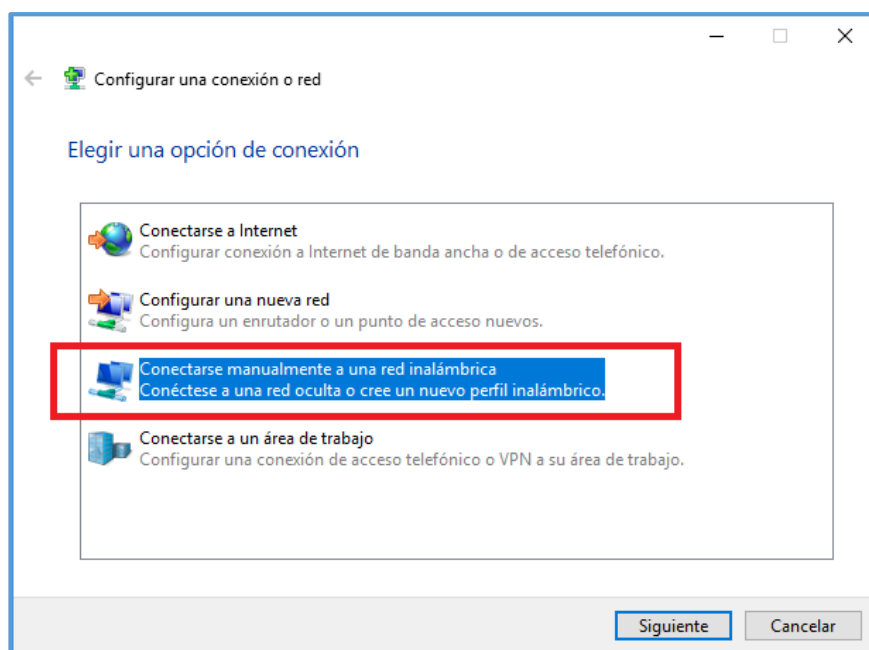 Configurar una conexión o red
Elegir una opción de conexión
Conectarse a Internet
Configurar conexión a Internet de banda ancha o de acceso telefónico.
Configurar una nueva red
Configura un enrutador o un punto de acceso nuevos.
Conectarse manualmente a una red inalámbrica
Conéctese a una red oculta o cree un nuevo perfil inalámbrico.
Conectarse a un área de trabajo
Configurar una conexión de acceso telefónico o VPN a su área de trabajo.
Siguiente Cancelar